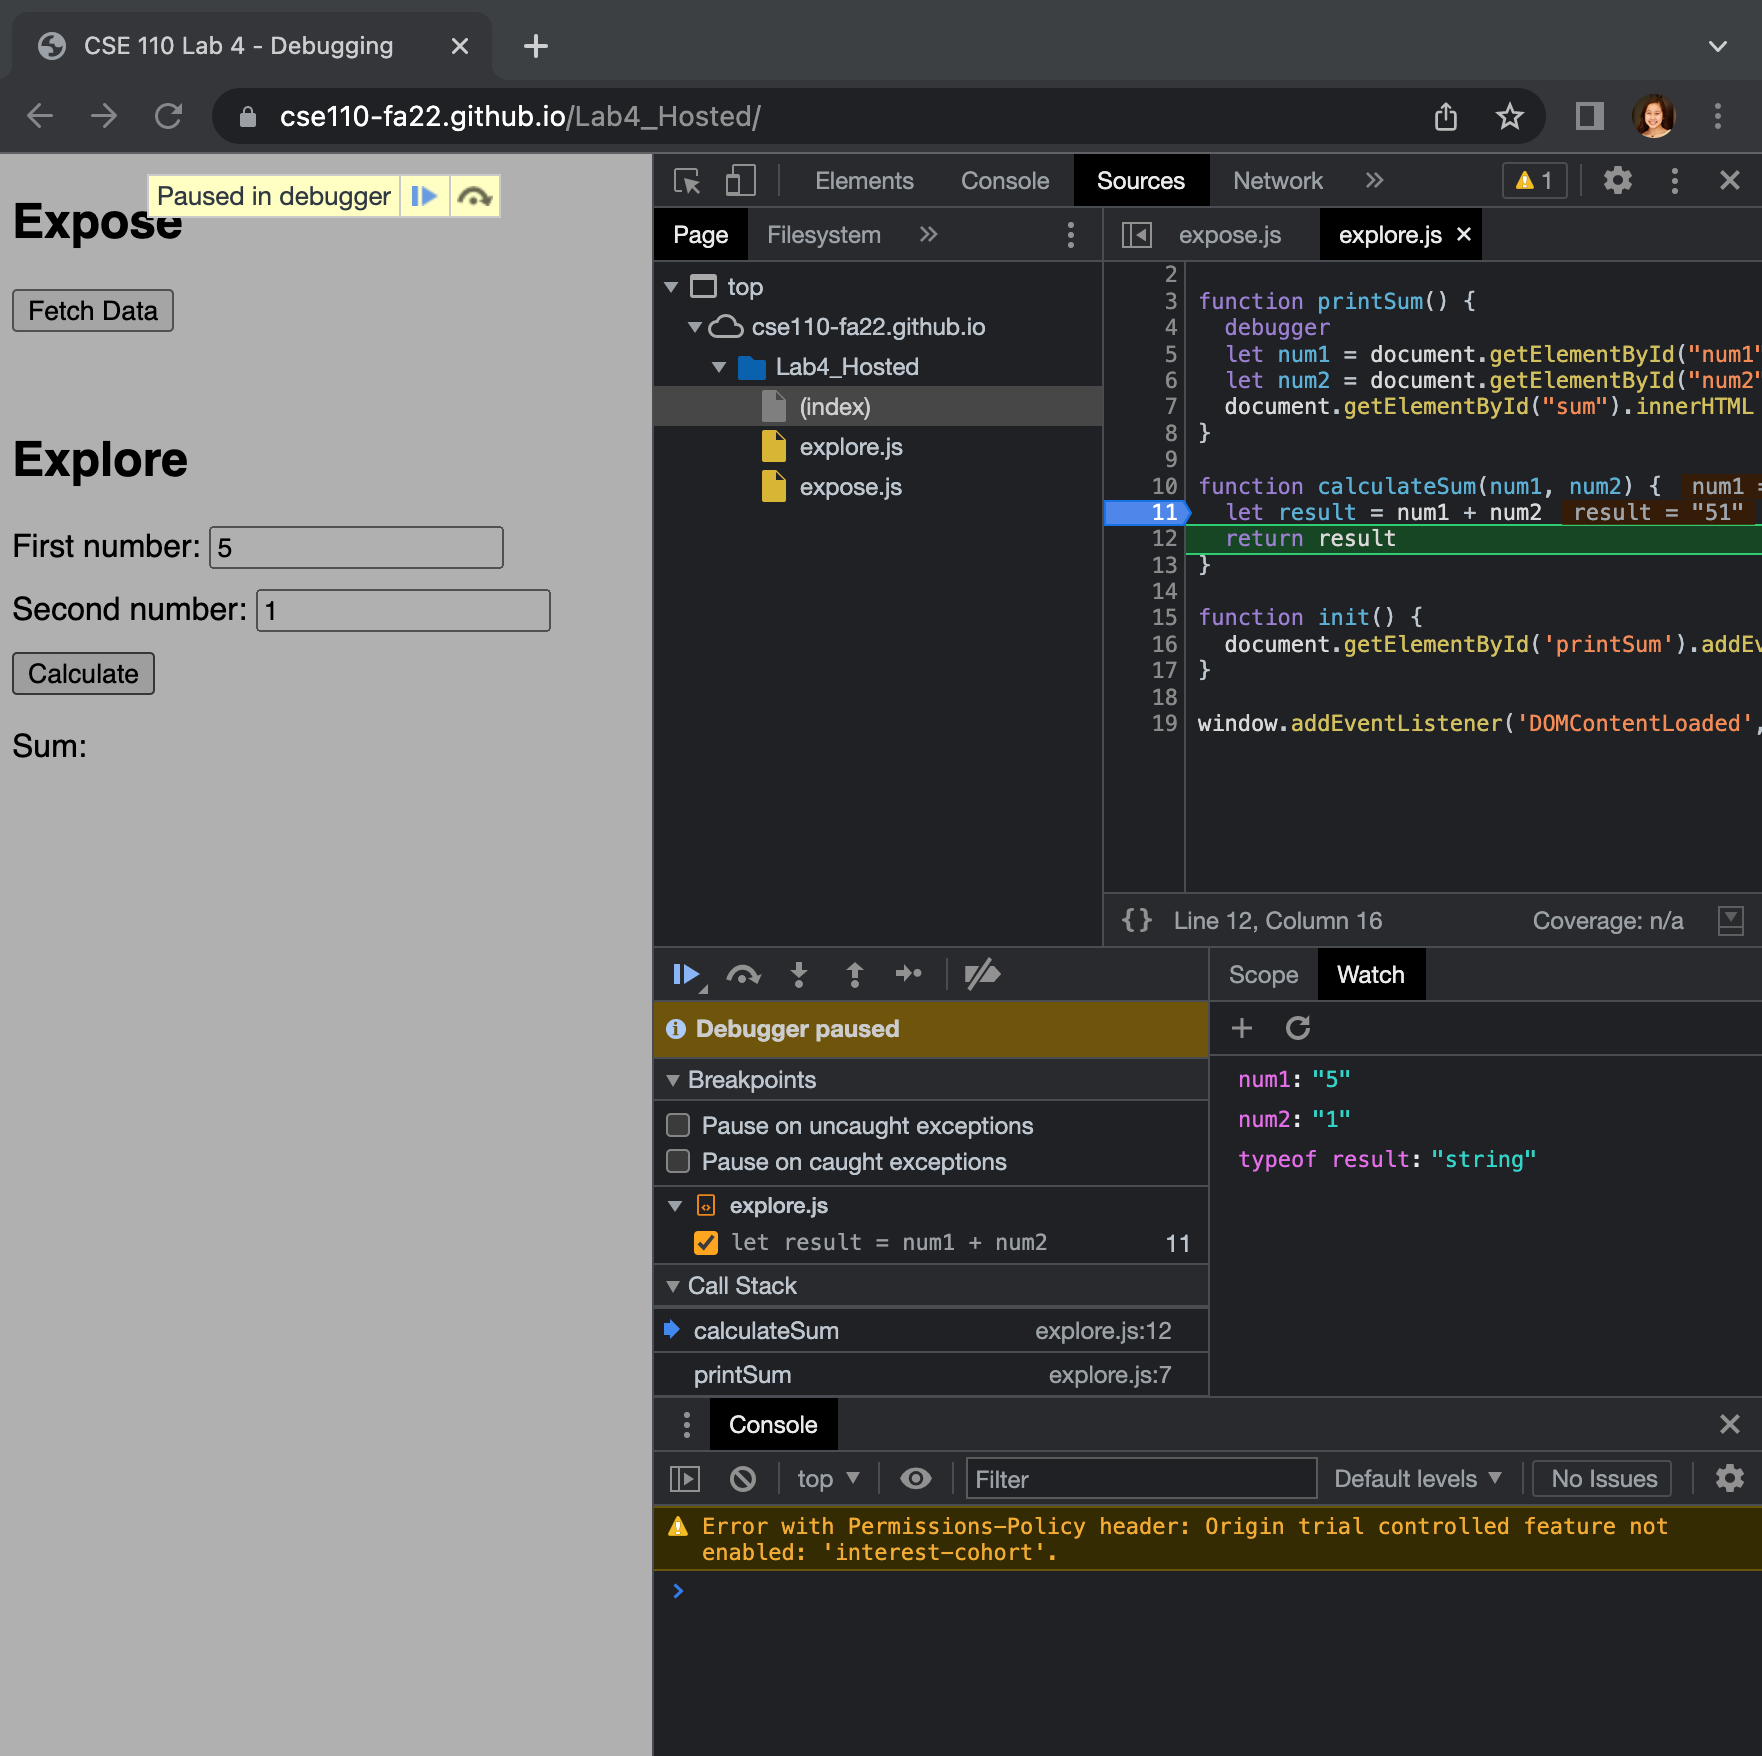 CSE 110 Lab 4 - Debugging
cse110-fa22.github.io/Lab4_Hosted/
Paused in debugger
Expose
Fetch Data
Explore
First number: 5
Second number: 1
Calculate
Sum:
Elements Console Sources Network » 1
Page Filesystem »
top
cse110-fa22.github.io
Lab4_Hosted
(index)
explore.js
expose.js
expose.js explore.js
2
3 function printSum() {
4 debugger
5 let num1 = document.getElementById("num1"
6 let num2 = document.getElementById("num2"
7 document.getElementById("sum").innerHTML
8 }
9
10 function calculateSum(num1, num2) { num1 =
11 let result = num1 + num2 result = "51"
12 return result
13 }
14
15 function init() {
16 document.getElementById('printSum').addEv
17 }
18
19 window.addEventListener('DOMContentLoaded',
{} Line 12, Column 16 Coverage: n/a
Debugger paused
Breakpoints
Pause on uncaught exceptions
Pause on caught exceptions
explore.js
let result = num1 + num2 11
Call Stack
calculateSum explore.js:12
printSum explore.js:7
Scope Watch
num1: "5"
num2: "1"
typeof result: "string"
Console
top Filter Default levels No Issues
Error with Permissions-Policy header: Origin trial controlled feature not
enabled: 'interest-cohort'.